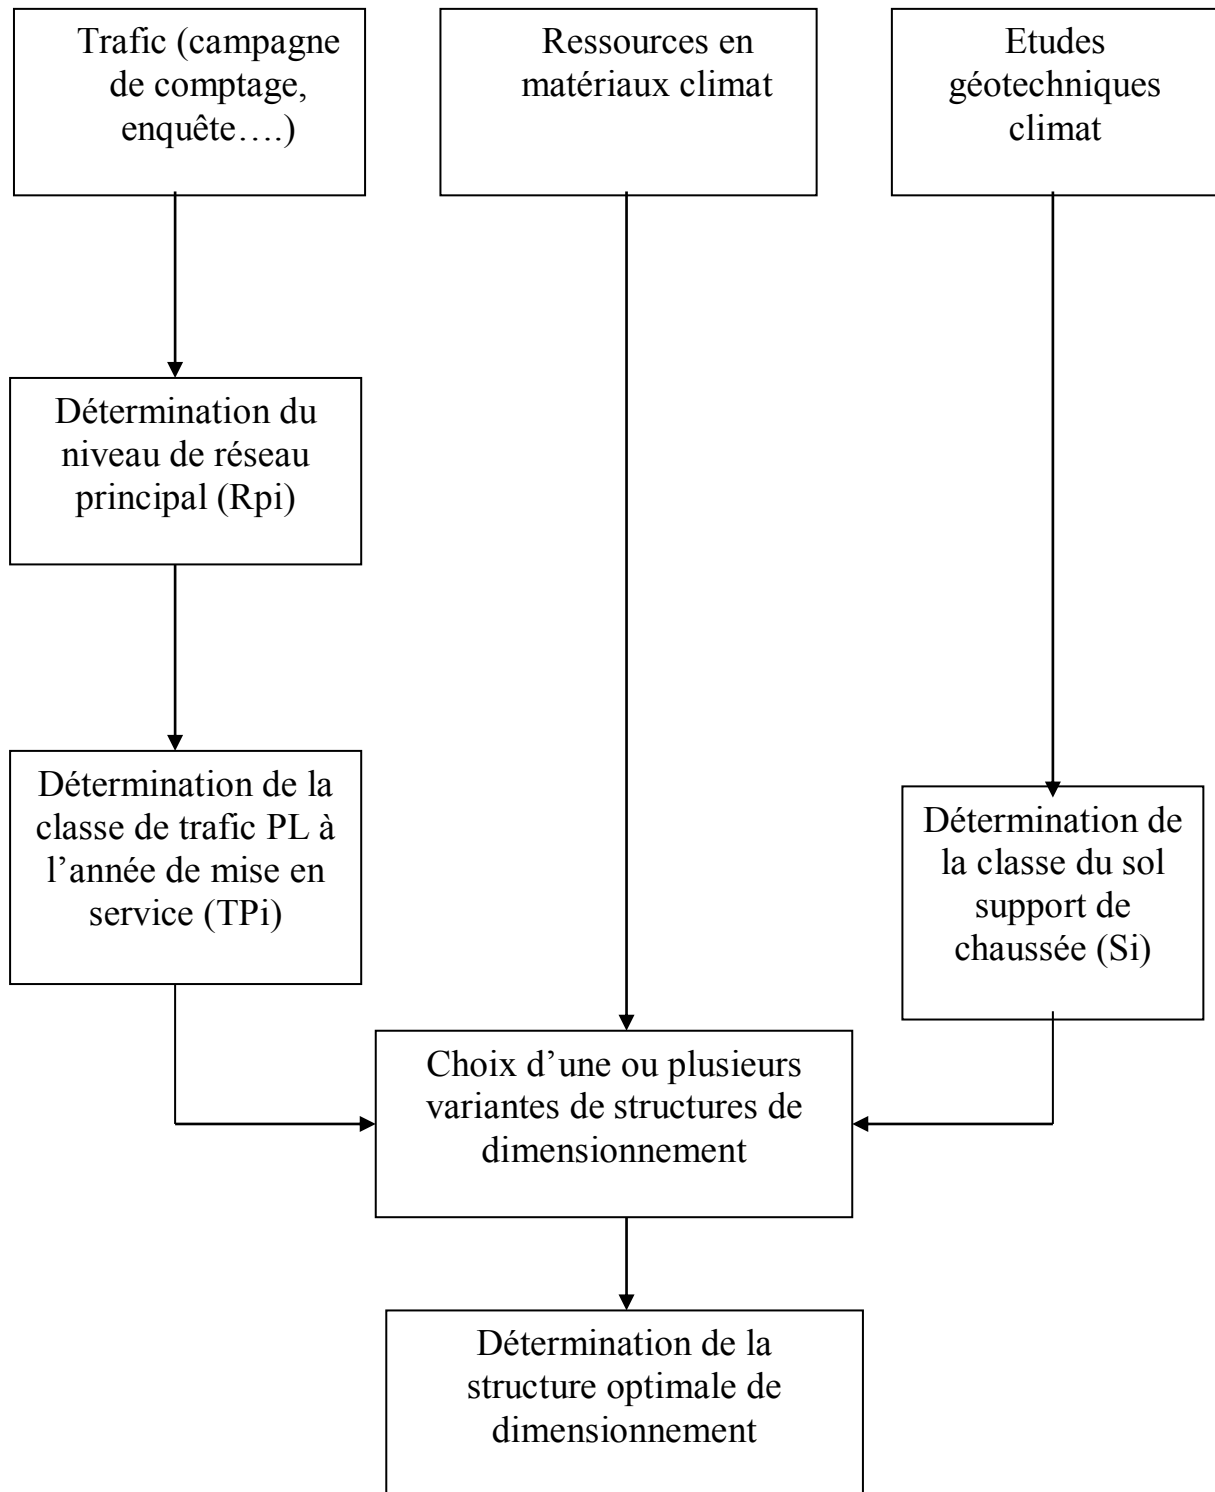 Trafic (campagne
de comptage,
enquête….)
Ressources en
matériaux climat
Etudes
géotechniques
climat
Détermination du
niveau de réseau
principal (Rpi)
Détermination de la
classe de trafic PL à
l’année de mise en
service (TPi)
Détermination de
la classe du sol
support de
chaussée (Si)
Choix d’une ou plusieurs
variantes de structures de
dimensionnement
Détermination de la
structure optimale de
dimensionnement